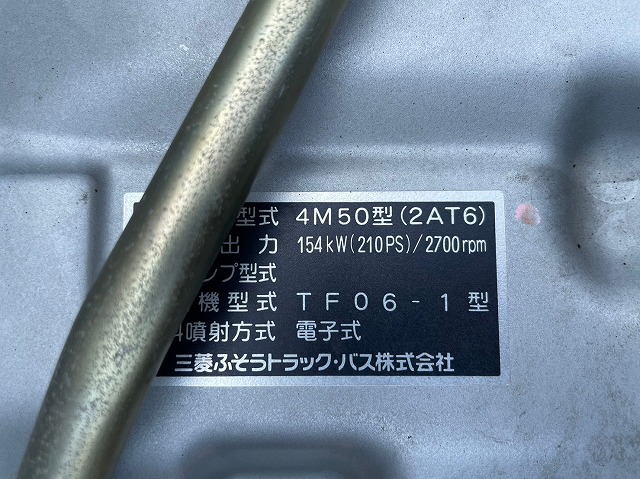 型式 4M50型(2AT6)
出力 154kW(210PS)/2700rpm
ンプ型式
機型式 TF06-1型
噴射方式 電子式
三菱ふそうトラック・バス株式会社